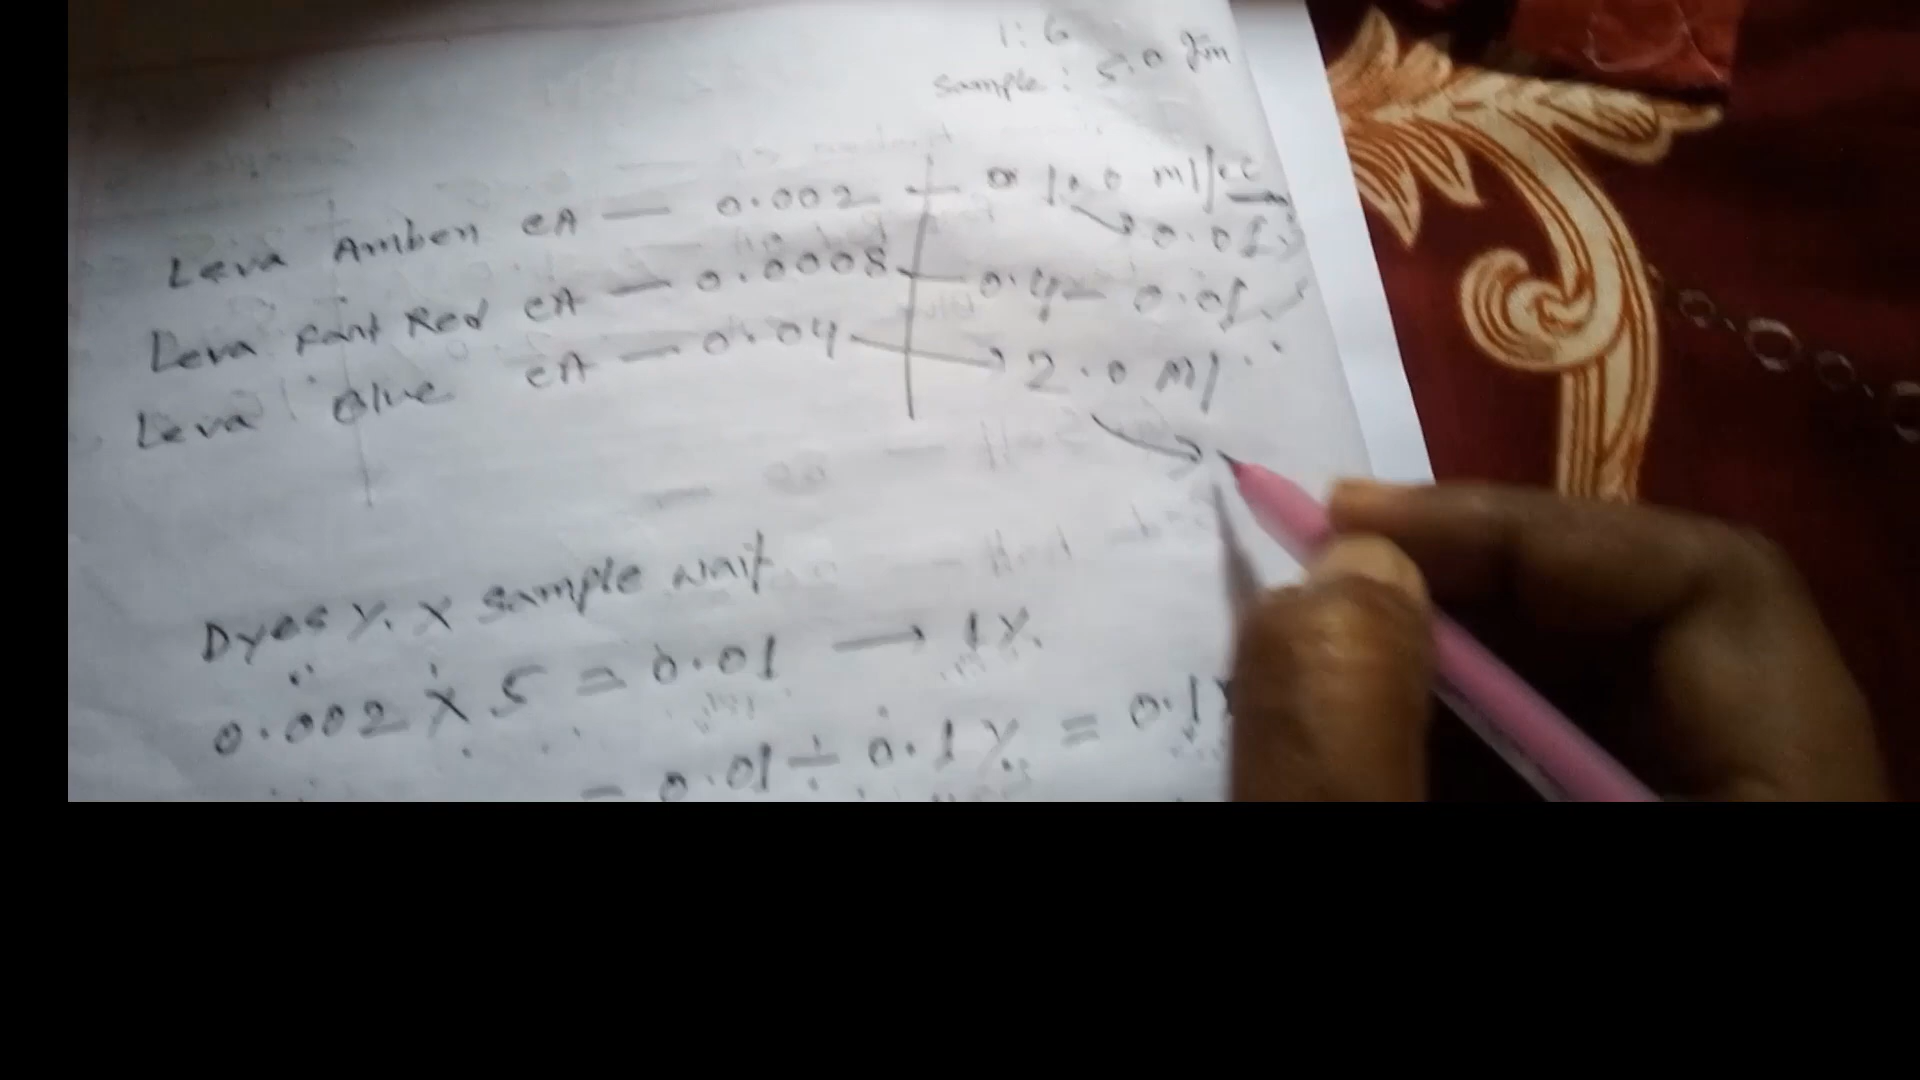 1:6
Sample: 5.0 gm
Leva Amber CA — 0.002 — 1.0 ml/cc
→ 0.01%
Leva Fant Red CA — 0.0008 — 0.4 — 0.01%
Leva Blue CA — 0.04 → 2.0 ml
Dyes % x sample wait
0.002 x 5 = 0.01 → 1%
= 0.01 ÷ 0.1% = 0.1